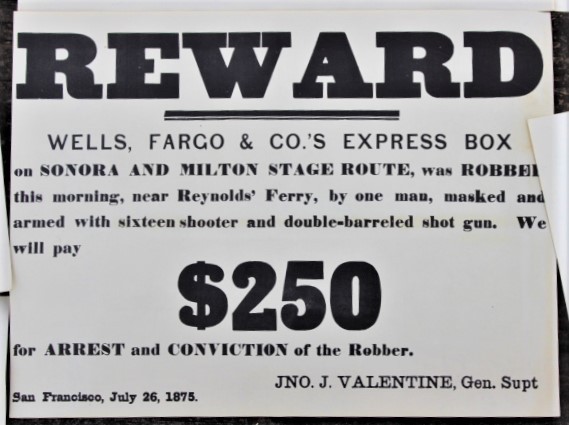 REWARD
WELLS, FARGO & CO.'S EXPRESS BOX
on SONORA AND MILTON STAGE ROUTE, was ROBBED
this morning, near Reynolds' Ferry, by one man, masked and
armed with sixteen shooter and double-barreled shot gun. We
will pay
$250
for ARREST and CONVICTION of the Robber.
JNO. J. VALENTINE, Gen. Supt
San Francisco, July 26, 1875.